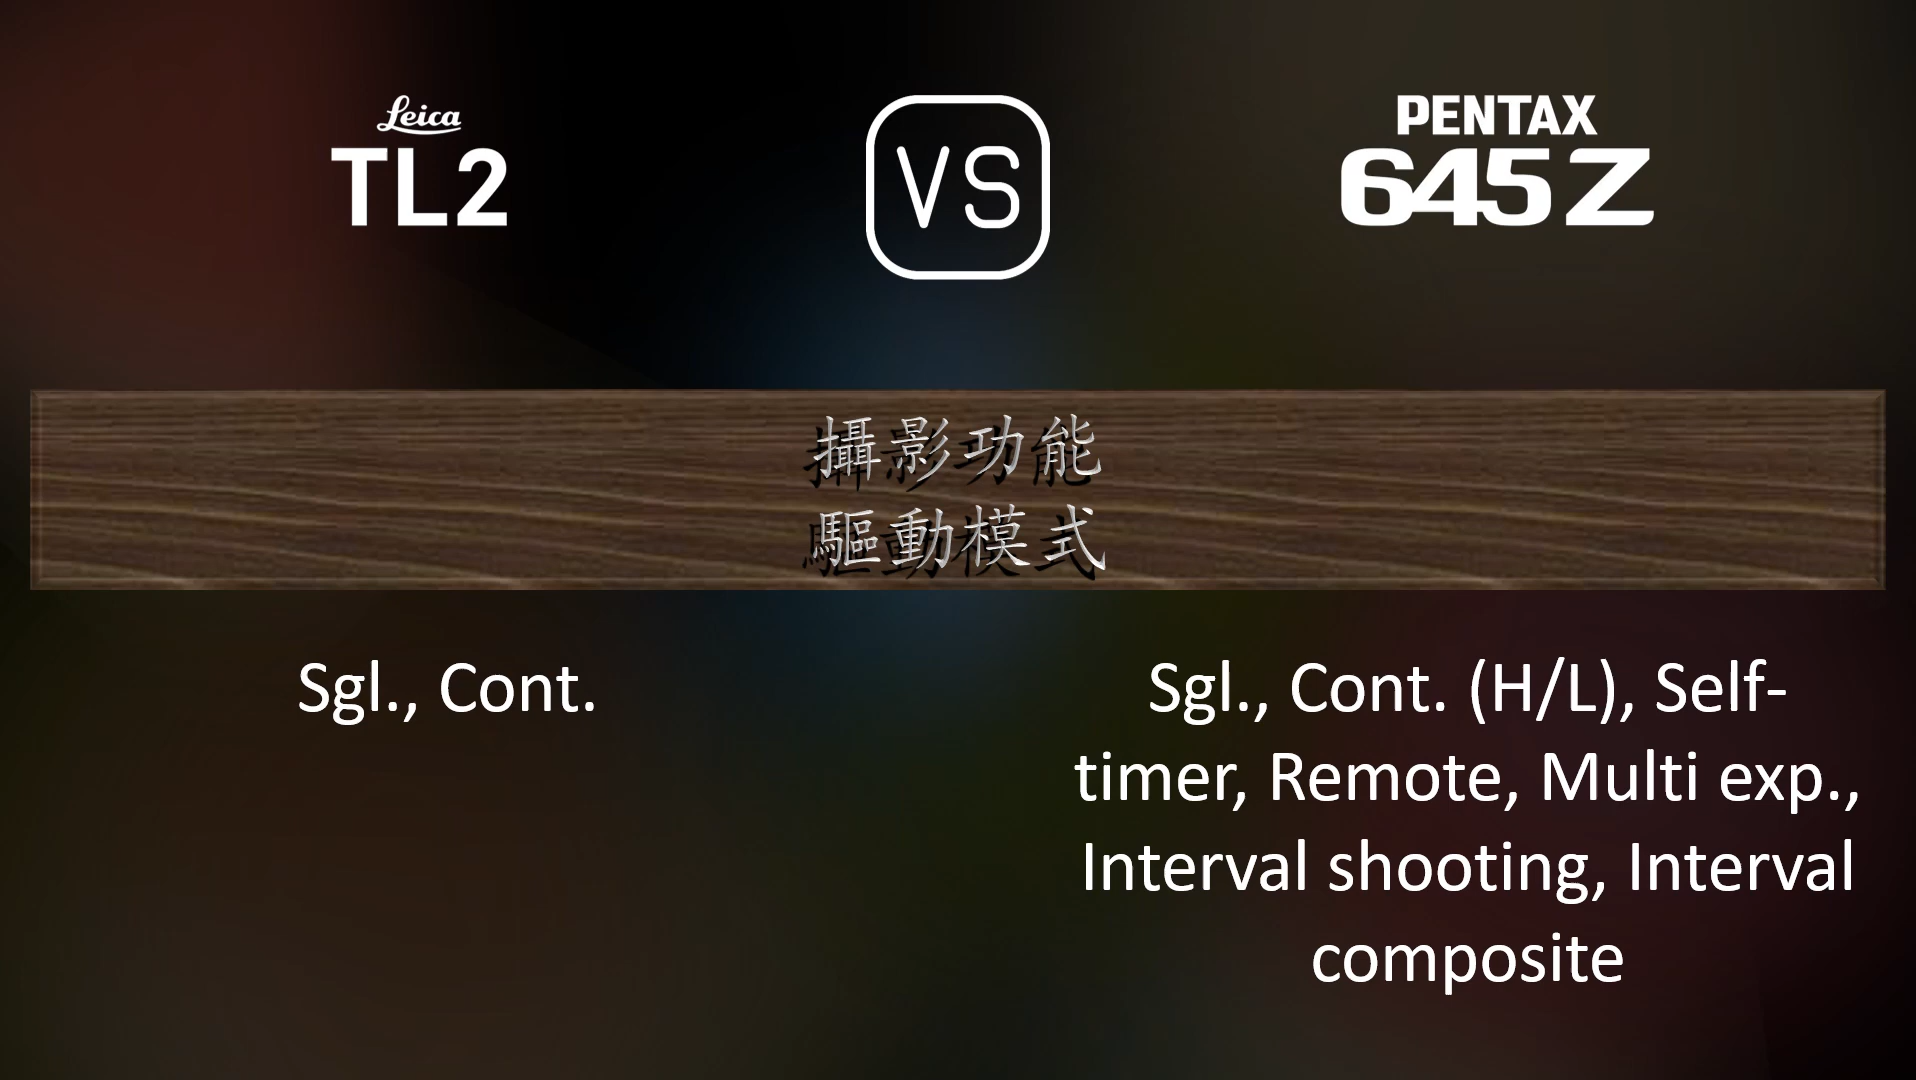 Leica
TL2
VS
PENTAX
645Z
攝影功能
驅動模式
Sgl., Cont.
Sgl., Cont. (H/L), Self-
timer, Remote, Multi exp.,
Interval shooting, Interval
composite